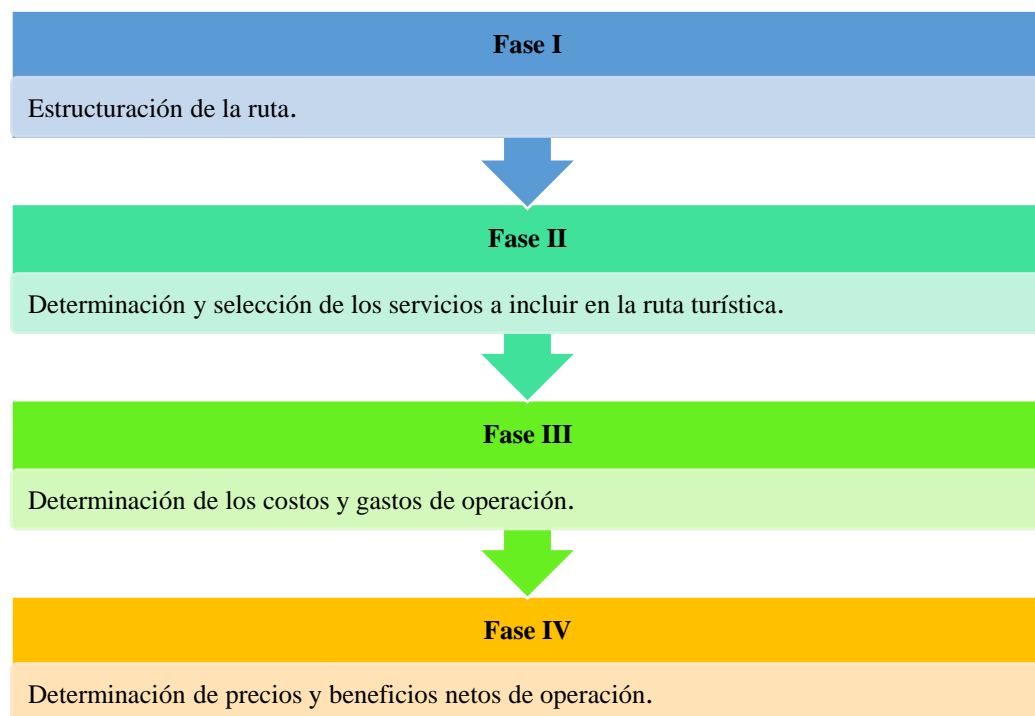 Fase I
Estructuración de la ruta.
Fase II
Determinación y selección de los servicios a incluir en la ruta turística.
Fase III
Determinación de los costos y gastos de operación.
Fase IV
Determinación de precios y beneficios netos de operación.